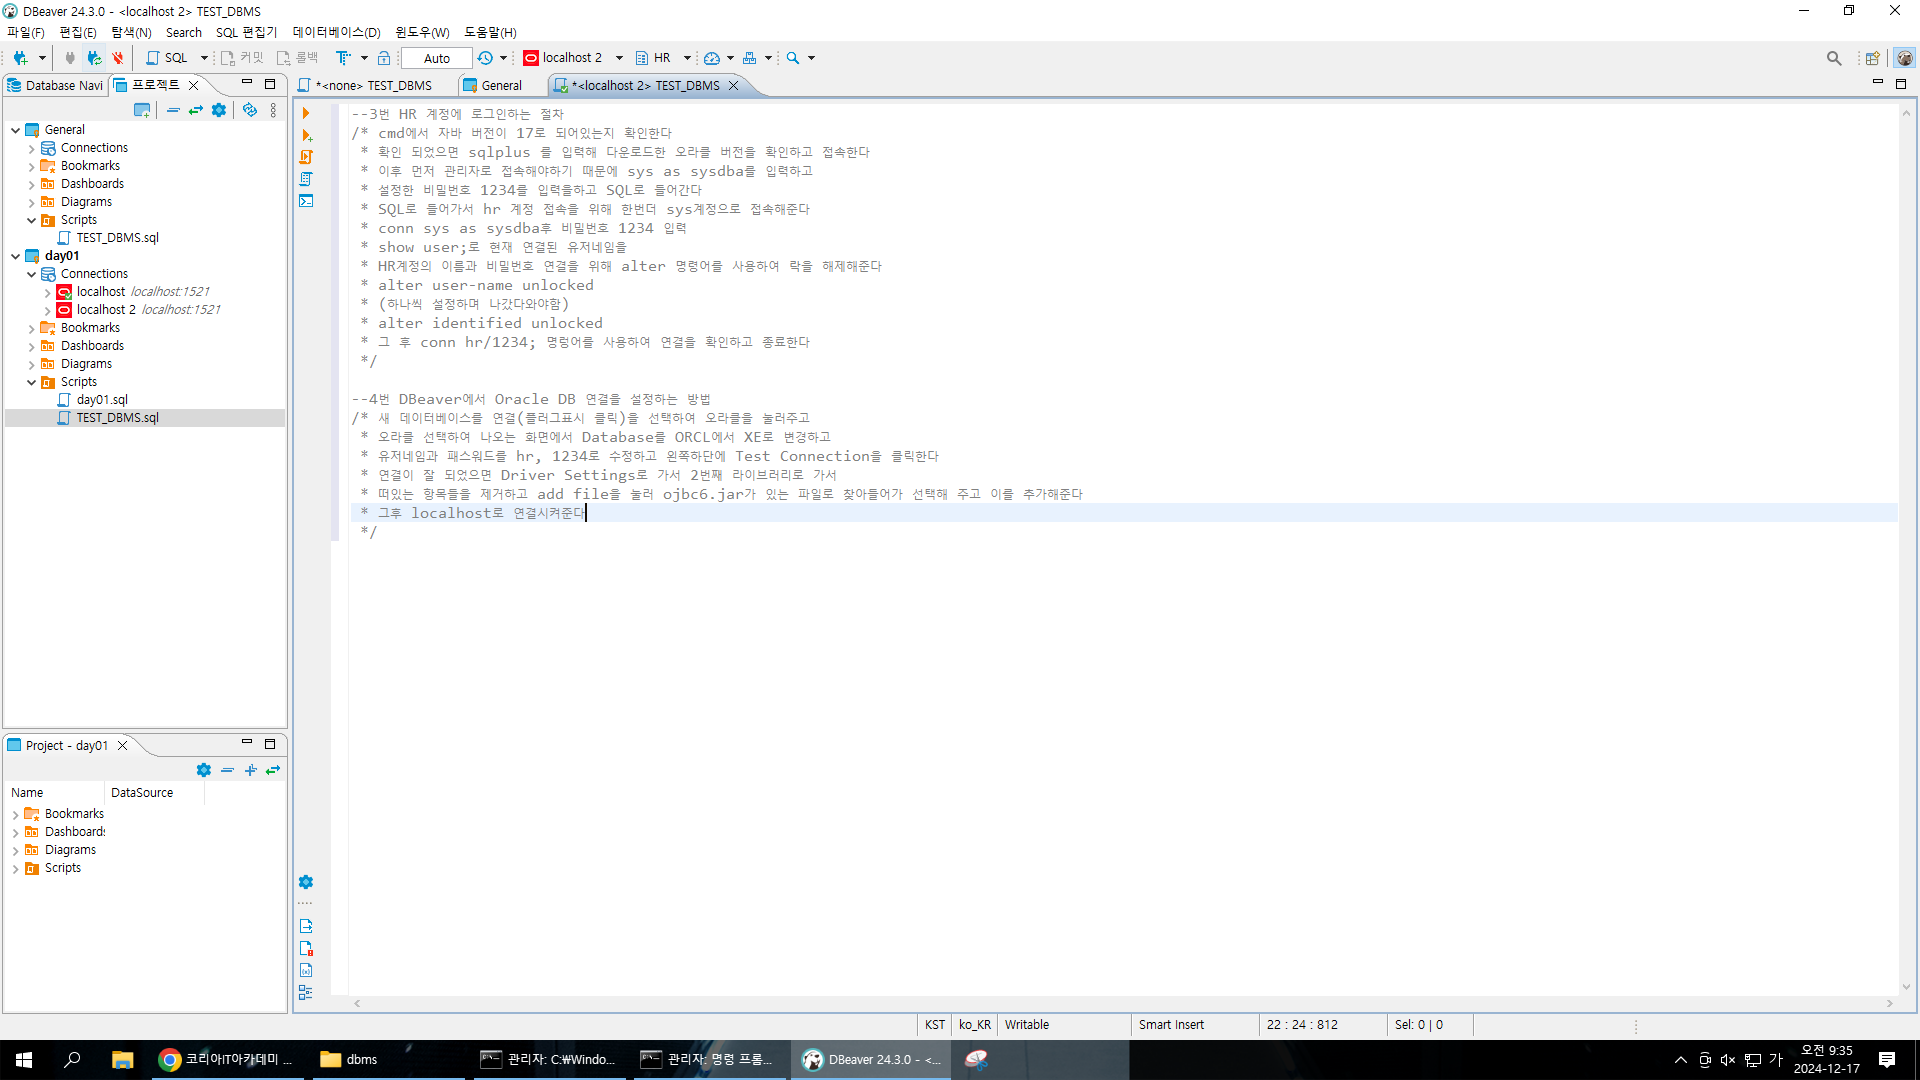 DBeaver 24.3.0 - <localhost 2> TEST_DBMS
파일(F) 편집(E) 탐색(N) Search SQL 편집기 데이터베이스(D) 윈도우(W) 도움말(H)
SQL 커밋 롤백 Auto localhost 2 HR
Database Navi 프로젝트
*<none> TEST_DBMS General *<localhost 2> TEST_DBMS
General
Connections
Bookmarks
Dashboards
Diagrams
Scripts
TEST_DBMS.sql
day01
Connections
localhost localhost:1521
localhost 2 localhost:1521
Bookmarks
Dashboards
Diagrams
Scripts
day01.sql
TEST_DBMS.sql
--3번 HR 계정에 로그인하는 절차
/* cmd에서 자바 버전이 17로 되어있는지 확인한다
* 확인 되었으면 sqlplus 를 입력해 다운로드한 오라클 버전을 확인하고 접속한다
* 이후 먼저 관리자로 접속해야하기 때문에 sys as sysdba를 입력하고
* 설정한 비밀번호 1234를 입력을하고 SQL로 들어간다
* SQL로 들어가서 hr 계정 접속을 위해 한번더 sys계정으로 접속해준다
* conn sys as sysdba후 비밀번호 1234 입력
* show user;로 현재 연결된 유저네임을
* HR계정의 이름과 비밀번호 연결을 위해 alter 명령어를 사용하여 락을 해제해준다
* alter user-name unlocked
* (하나씩 설정하며 나갔다와야함)
* alter identified unlocked
* 그 후 conn hr/1234; 명렁어를 사용하여 연결을 확인하고 종료한다
*/
--4번 DBeaver에서 Oracle DB 연결을 설정하는 방법
/* 새 데이터베이스를 연결(플러그표시 클릭)을 선택하여 오라클을 눌러주고
* 오라클 선택하여 나오는 화면에서 Database를 ORCL에서 XE로 변경하고
* 유저네임과 패스워드를 hr, 1234로 수정하고 왼쪽하단에 Test Connection을 클릭한다
* 연결이 잘 되었으면 Driver Settings로 가서 2번째 라이브러리로 가서
* 떠있는 항목들을 제거하고 add file을 눌러 ojbc6.jar가 있는 파일로 찾아들어가 선택해 주고 이를 추가해준다
* 그후 localhost로 연결시켜준다
*/
Project - day01
Name DataSource
Bookmarks
Dashboards
Diagrams
Scripts
KST ko_KR Writable Smart Insert 22 : 24 : 812 Sel: 0 | 0
코리아IT아카데미 ... dbms 관리자: C:₩Windo... 관리자: 명령 프롬... DBeaver 24.3.0 - <... 가 오전 9:35
2024-12-17